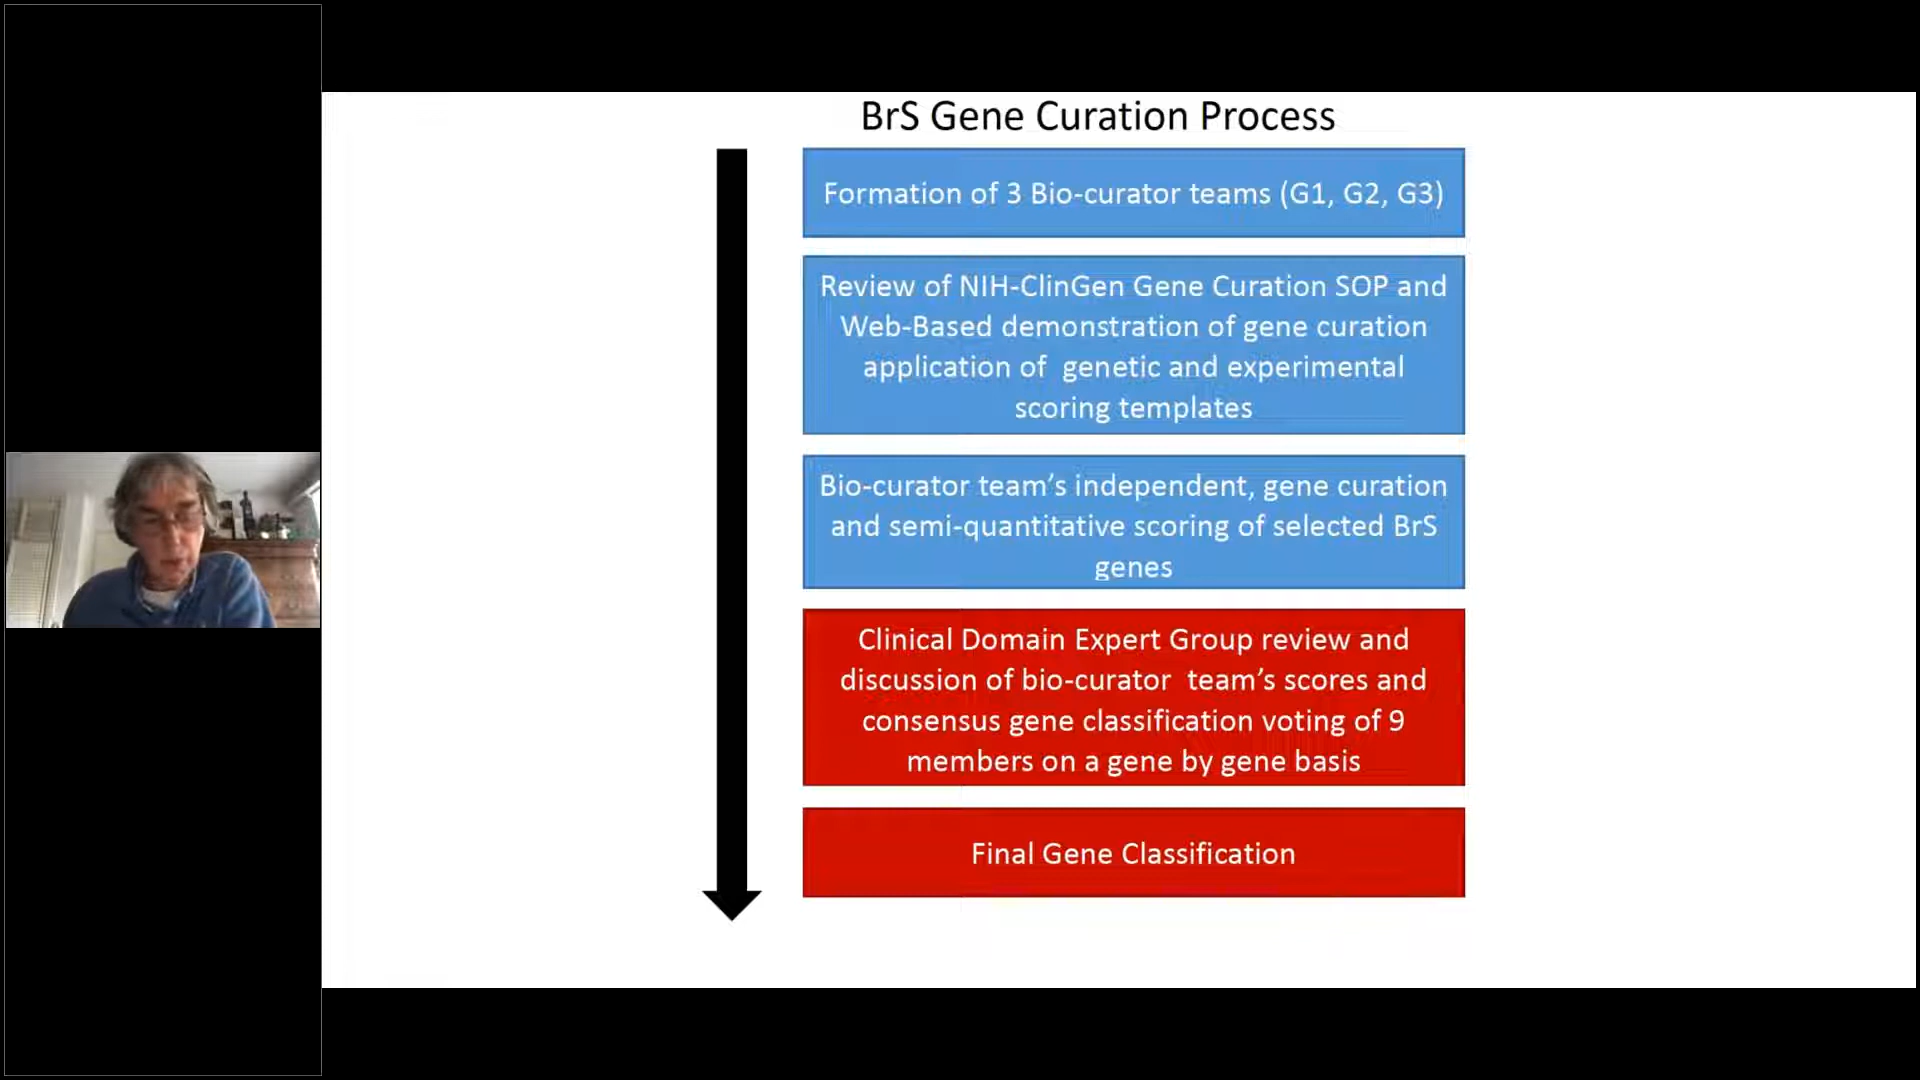 BrS Gene Curation Process
Formation of 3 Bio-curator teams (G1, G2, G3)
Review of NIH-ClinGen Gene Curation SOP and
Web-Based demonstration of gene curation
application of  genetic and experimental
scoring templates
Bio-curator team’s independent, gene curation
and semi-quantitative scoring of selected BrS
genes
Clinical Domain Expert Group review and
discussion of bio-curator  team’s scores and
consensus gene classification voting of 9
members on a gene by gene basis
Final Gene Classification